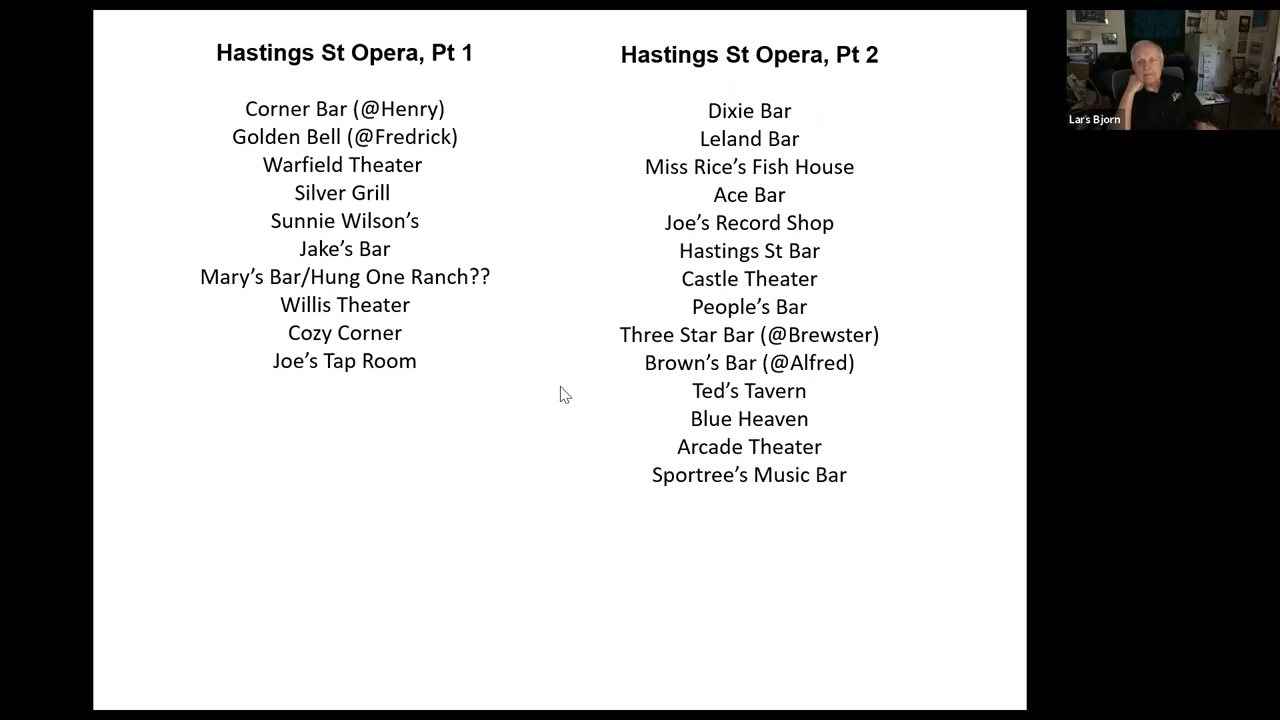 Hastings St Opera, Pt 1
Corner Bar (@Henry)
Golden Bell (@Fredrick)
Warfield Theater
Silver Grill
Sunnie Wilson's
Jake's Bar
Mary's Bar/Hung One Ranch??
Willis Theater
Cozy Corner
Joe's Tap Room
Hastings St Opera, Pt 2
Dixie Bar
Leland Bar
Miss Rice's Fish House
Ace Bar
Joe's Record Shop
Hastings St Bar
Castle Theater
People's Bar
Three Star Bar (@Brewster)
Brown's Bar (@Alfred)
Ted's Tavern
Blue Heaven
Arcade Theater
Sportree's Music Bar
Lars Bjorn